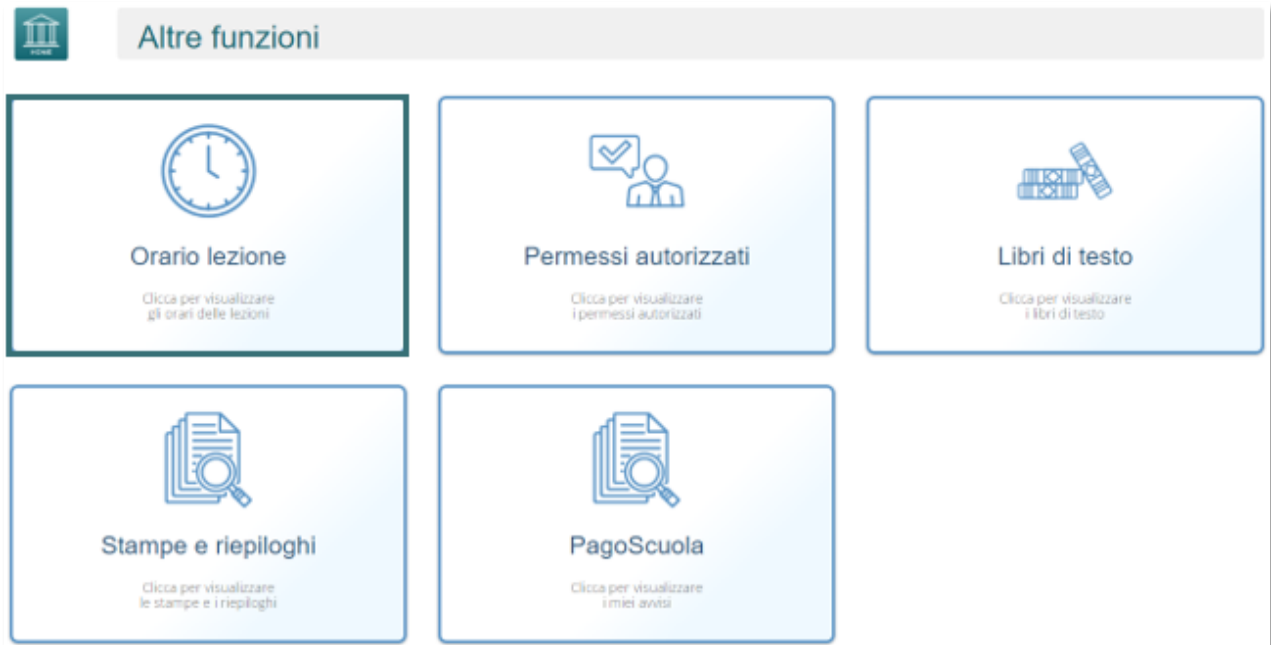 HOME
Altre funzioni
Orario lezione
Clicca per visualizzare
gli orari delle lezioni
Permessi autorizzati
Clicca per visualizzare
i permessi autorizzati
Libri di testo
Clicca per visualizzare
i libri di testo
Stampe e riepiloghi
Clicca per visualizzare
le stampe e i riepiloghi
PagoScuola
Clicca per visualizzare
i miei avvisi